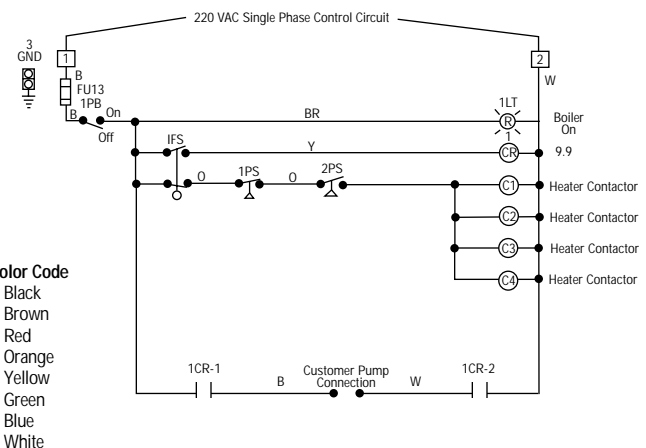 220 VAC Single Phase Control Circuit
3
GND
1
2
B
W
FU13
1PB
B
On
Off
BR
1LT
R
Boiler
On
IFS
Y
1
CR
9.9
O
1PS
O
2PS
C1
Heater Contactor
C2
Heater Contactor
C3
Heater Contactor
C4
Heater Contactor
olor Code
Black
Brown
Red
Orange
Yellow
Green
Blue
White
1CR-1
B
Customer Pump
Connection
W
1CR-2